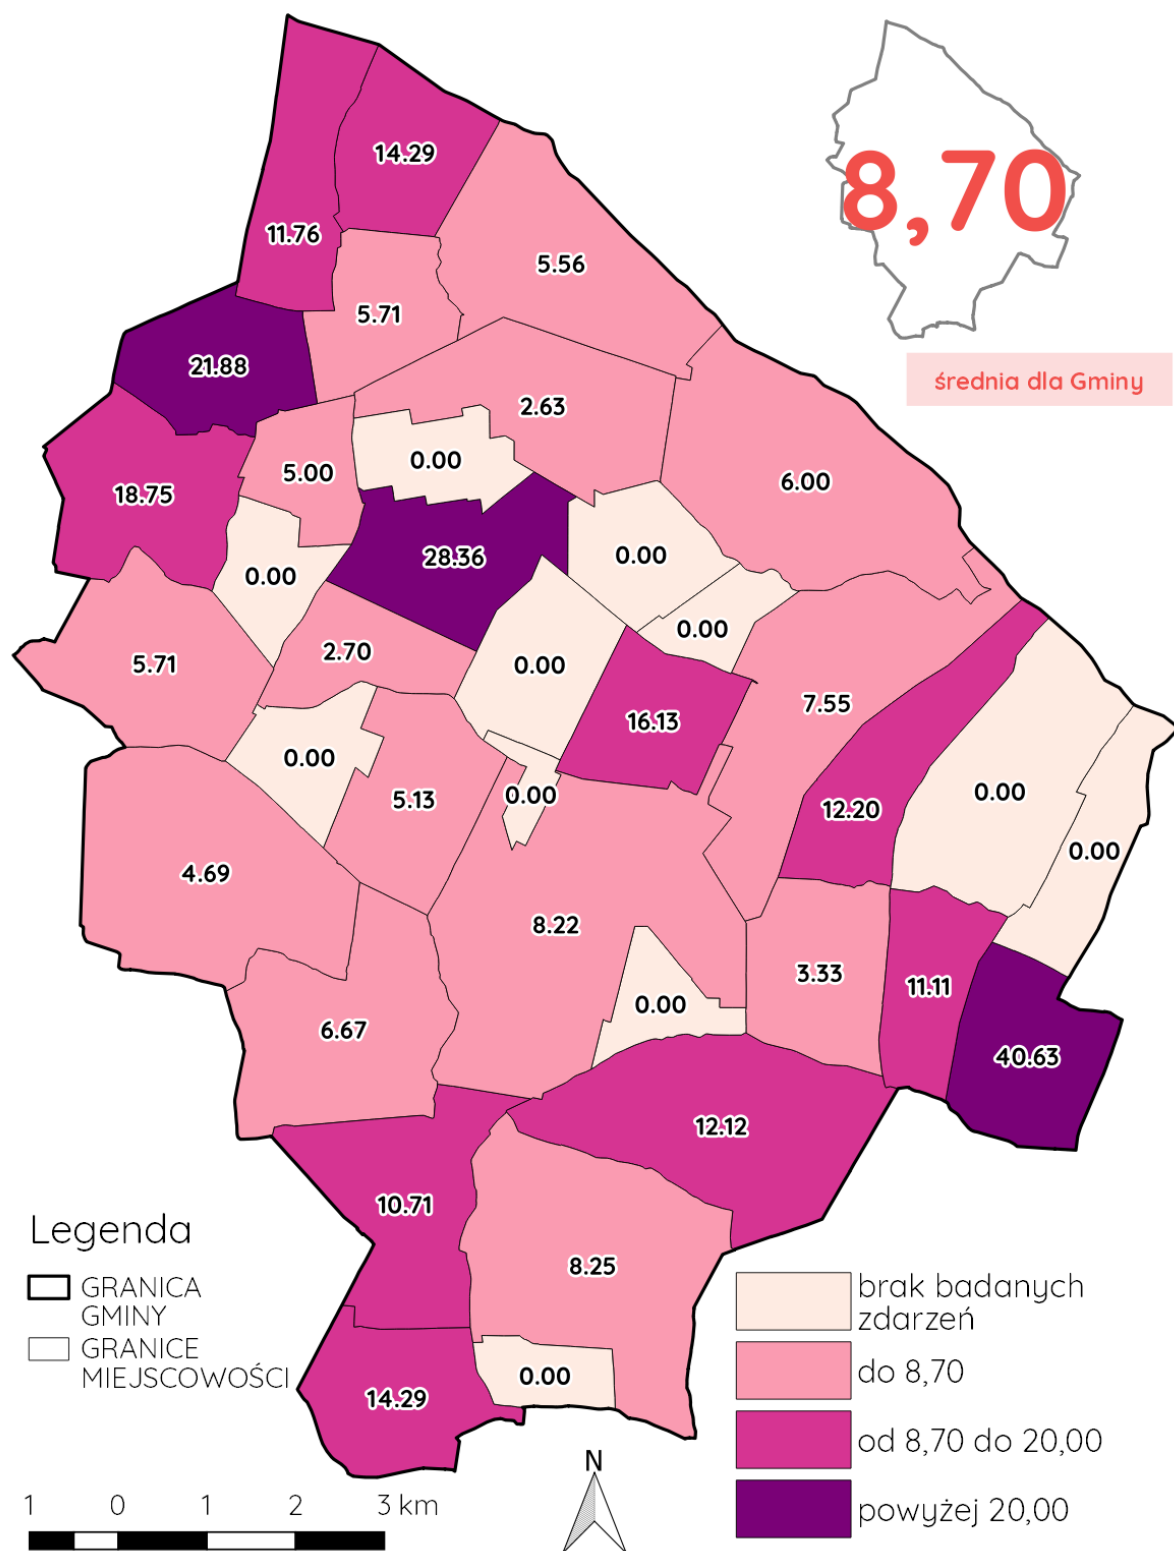 14.29
8,70
11.76
5.56
5.71
21.88
średnia dla Gminy
2.63
0.00
5.00
6.00
18.75
0.00
28.36
0.00
0.00
2.70
0.00
5.71
7.55
16.13
0.00
0.00
0.00
5.13
12.20
0.00
4.69
8.22
3.33
11.11
0.00
6.67
40.63
12.12
10.71
8.25
0.00
14.29
Legenda
GRANICA
GMINY
GRANICE
MIEJSCOWOŚCI
brak badanych
zdarzeń
do 8,70
od 8,70 do 20,00
powyżej 20,00
N
1 0 1 2 3 km